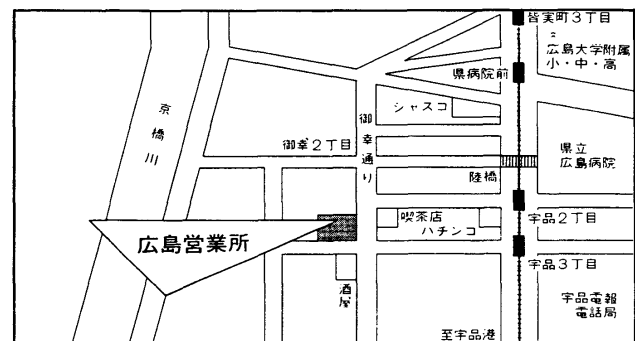 皆実町3丁目
広島大学附属
小・中・高
県病院前
シャスコ
京橋川
御幸通り
御幸2丁目
県立
広島病院
陸橋
喫茶店
パチンコ
宇品2丁目
広島営業所
宇品3丁目
酒屋
宇品電報
電話局
至宇品港